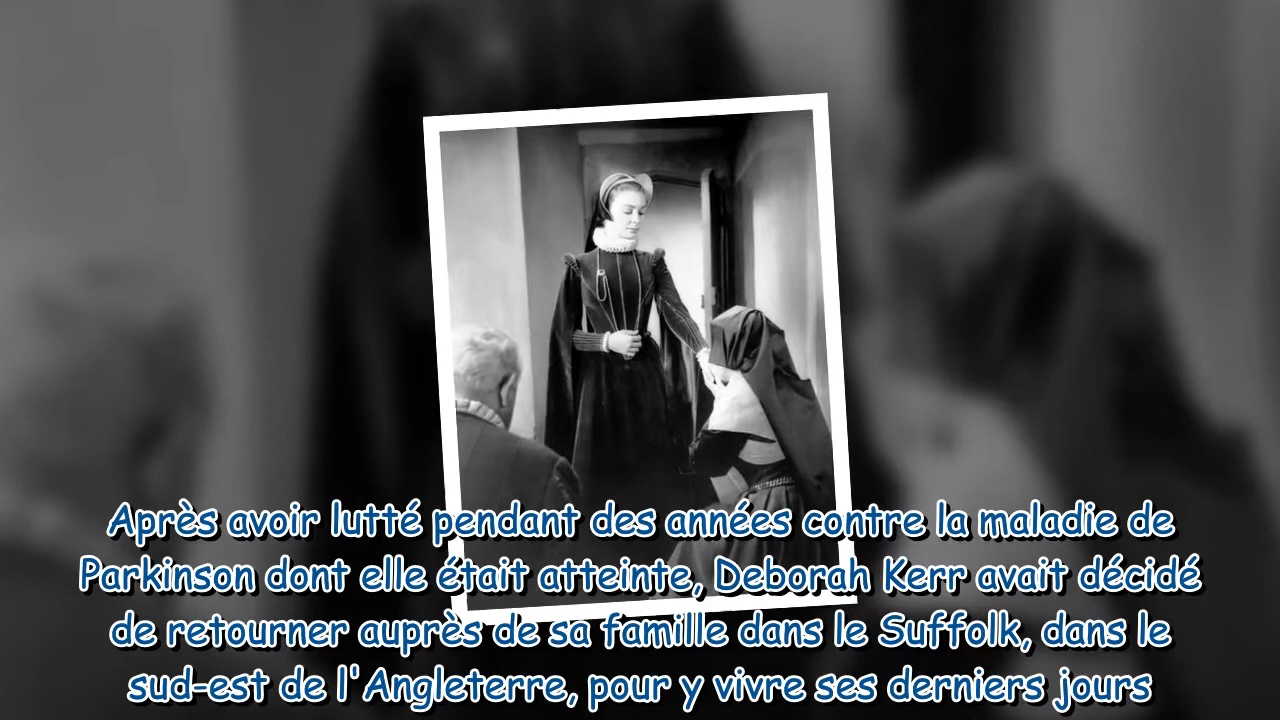 Après avoir lutté pendant des années contre la maladie de
Parkinson dont elle était atteinte, Deborah Kerr avait décidé
de retourner auprès de sa famille dans le Suffolk, dans le
sud-est de l'Angleterre, pour y vivre ses derniers jours